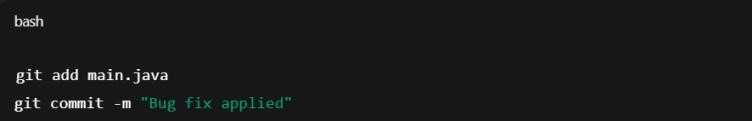 bash
git add main.java
git commit -m "Bug fix applied"